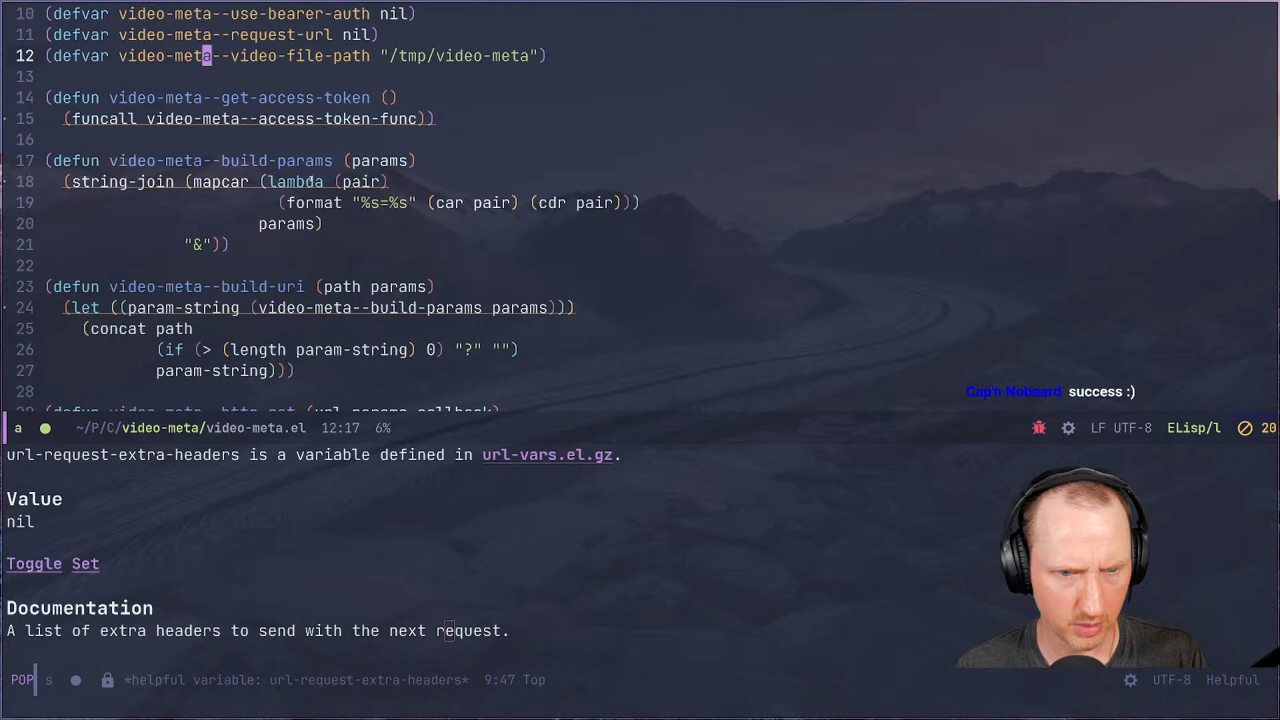 10 (defvar video-meta--use-bearer-auth nil)
11 (defvar video-meta--request-url nil)
12 (defvar video-meta--video-file-path "/tmp/video-meta")
13
14 (defun video-meta--get-access-token ()
15   (funcall video-meta--access-token-func))
16
17 (defun video-meta--build-params (params)
18   (string-join (mapcar (lambda (pair)
19                          (format "%s=%s" (car pair) (cdr pair)))
20                        params)
21                "&"))
22
23 (defun video-meta--build-uri (path params)
24   (let ((param-string (video-meta--build-params params)))
25     (concat path
26             (if (> (length param-string) 0) "?" "")
27             param-string)))
28
Cap'n Nobeard success :)
a ~/P/C/video-meta/video-meta.el 12:17 6% LF UTF-8 ELisp/l 20
url-request-extra-headers is a variable defined in url-vars.el.gz.
Value
nil
Toggle Set
Documentation
A list of extra headers to send with the next request.
POP s *helpful variable: url-request-extra-headers* 9:47 Top UTF-8 Helpful